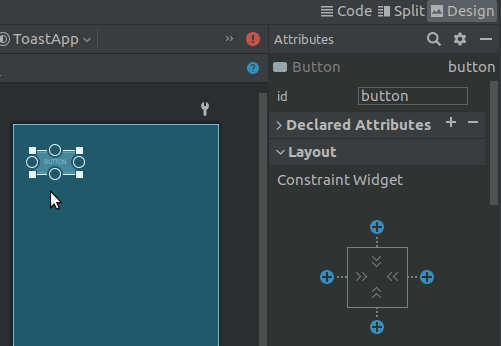 Code Split Design
ToastApp
Attributes
Button button
id button
Declared Attributes
Layout
Constraint Widget
BUTTON